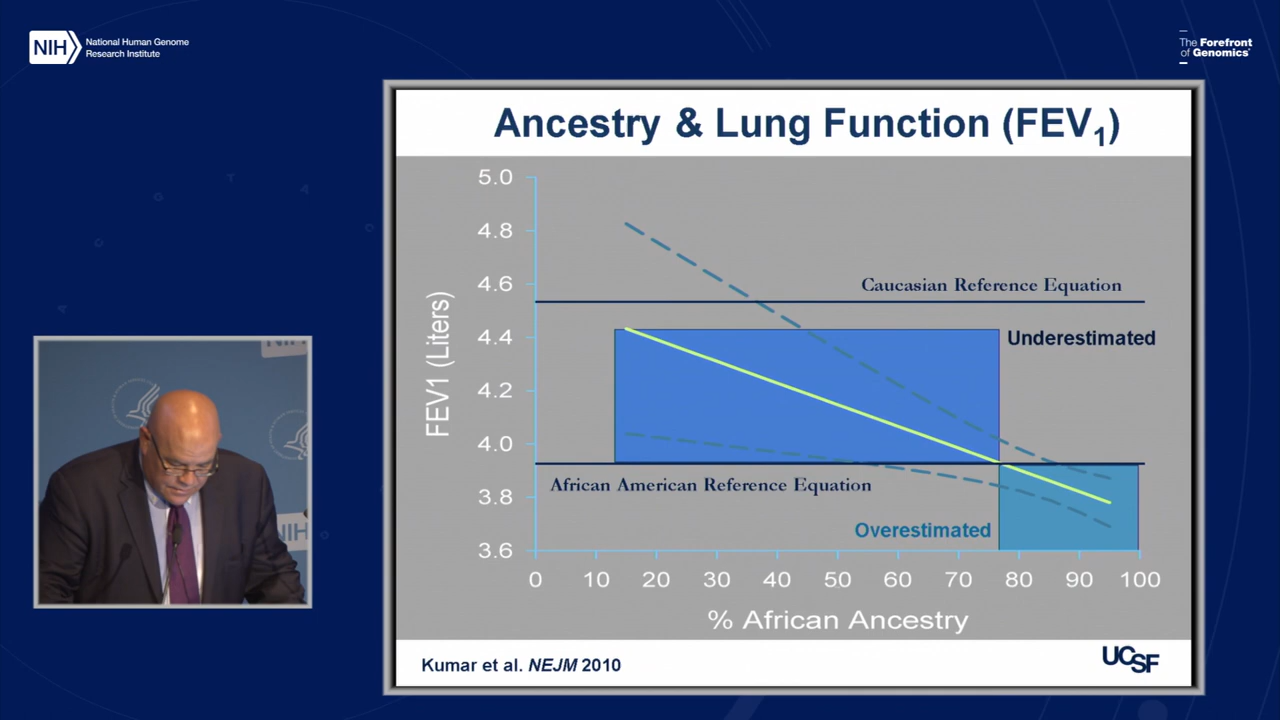 NIH
National Human Genome
Research Institute
The Forefront
of Genomics®
Ancestry & Lung Function (FEV1)
5.0
4.8
4.6
4.4
4.2
4.0
3.8
3.6
FEV1 (Liters)
Caucasian Reference Equation
Underestimated
African American Reference Equation
Overestimated
0 10 20 30 40 50 60 70 80 90 100
% African Ancestry
Kumar et al. NEJM 2010
UCSF
NIH
NIH